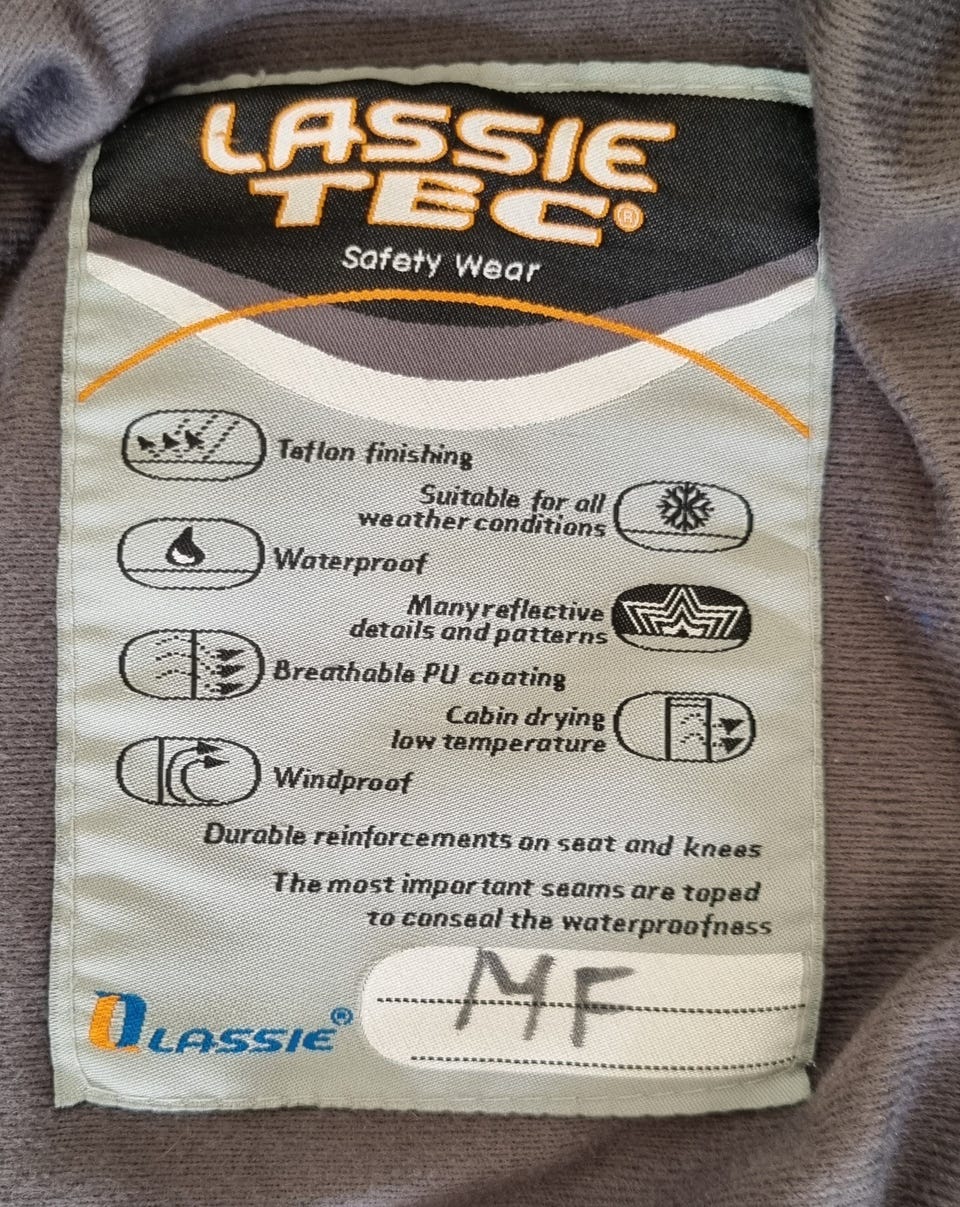 LASSIE
TEC®
Safety Wear
Teflon finishing
Suitable for all
weather conditions
Waterproof
Many reflective
details and patterns
Breathable PU coating
Cabin drying
low temperature
Windproof
Durable reinforcements on seat and knees
The most important seams are taped
to conseal the waterproofness
MF
LASSIE®